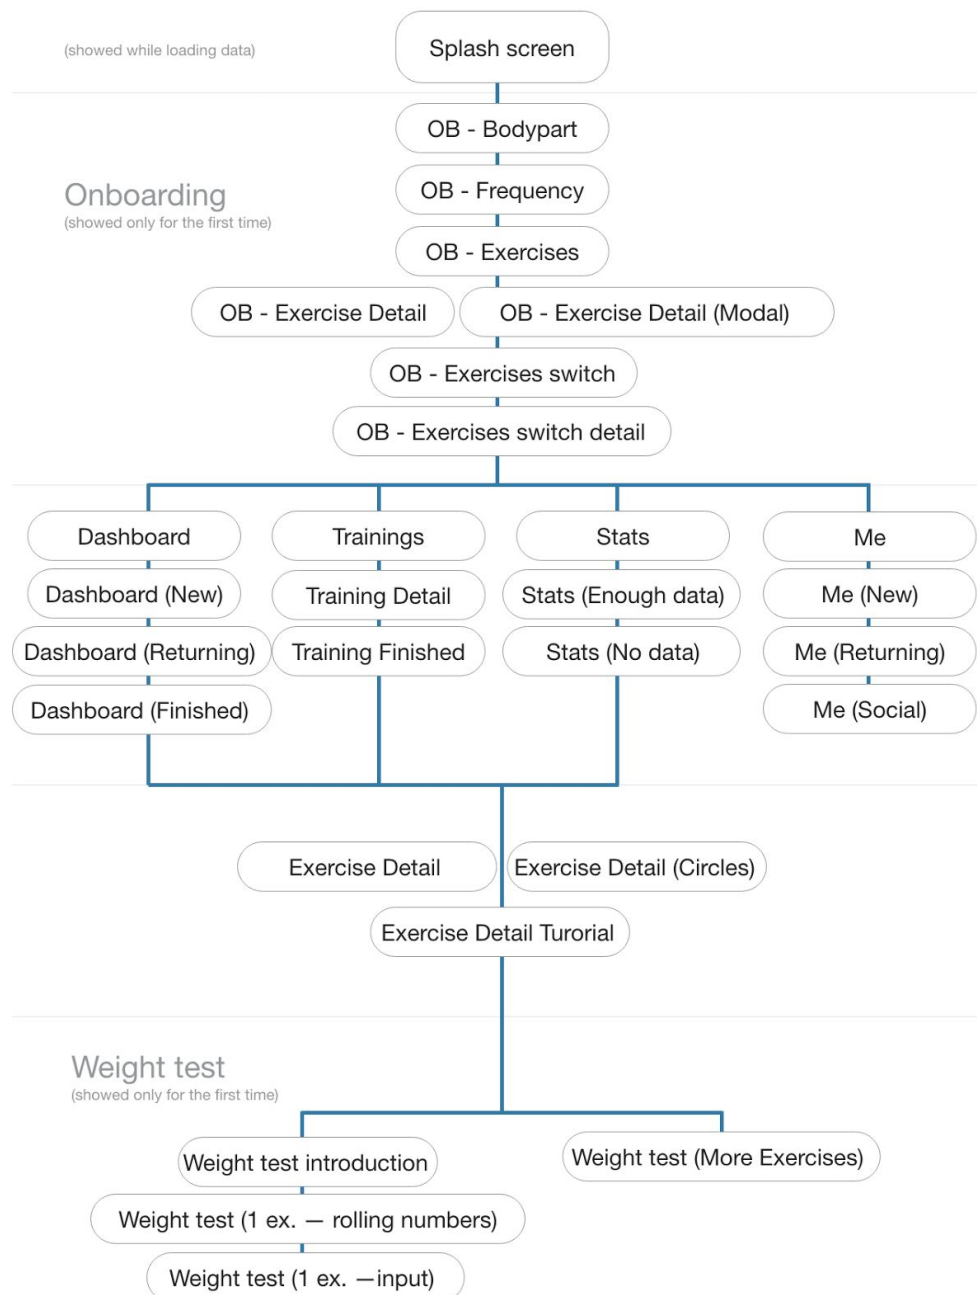 (showed while loading data)
Splash screen
OB - Bodypart
Onboarding
(showed only for the first time)
OB - Frequency
OB - Exercises
OB - Exercise Detail
OB - Exercise Detail (Modal)
OB - Exercises switch
OB - Exercises switch detail
Dashboard
Trainings
Stats
Me
Dashboard (New)
Training Detail
Stats (Enough data)
Me (New)
Dashboard (Returning)
Training Finished
Stats (No data)
Me (Returning)
Dashboard (Finished)
Me (Social)
Exercise Detail
Exercise Detail (Circles)
Exercise Detail Turorial
Weight test
(showed only for the first time)
Weight test introduction
Weight test (More Exercises)
Weight test (1 ex. — rolling numbers)
Weight test (1 ex. —input)